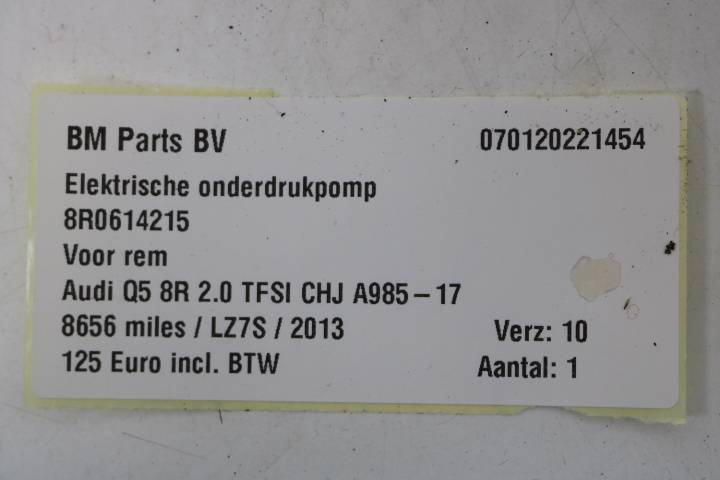 BM Parts BV 070120221454
Elektrische onderdrukpomp
8R0614215
Voor rem
Audi Q5 8R 2.0 TFSI CHJ A985-17
8656 miles / LZ7S / 2013 Verz: 10
125 Euro incl. BTW Aantal: 1